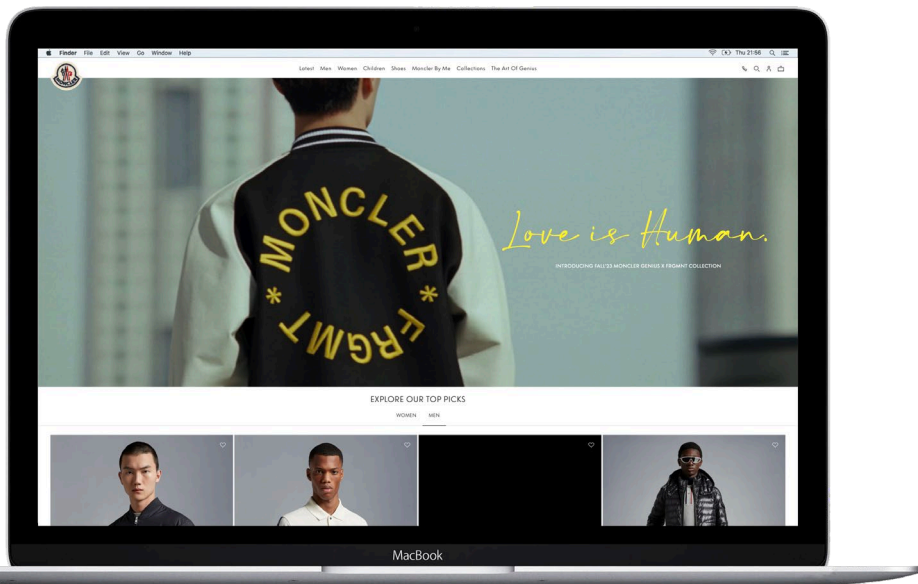 Finder File Edit View Go Window Help
Thu 21:56
MONCLER
Latest Men Women Children Shoes Moncler By Me Collections The Art Of Genius
MONCLER
FRGMT
Love is Human.
INTRODUCING FALL'23 MONCLER GENIUS X FRGMNT COLLECTION
EXPLORE OUR TOP PICKS
WOMEN MEN
MacBook